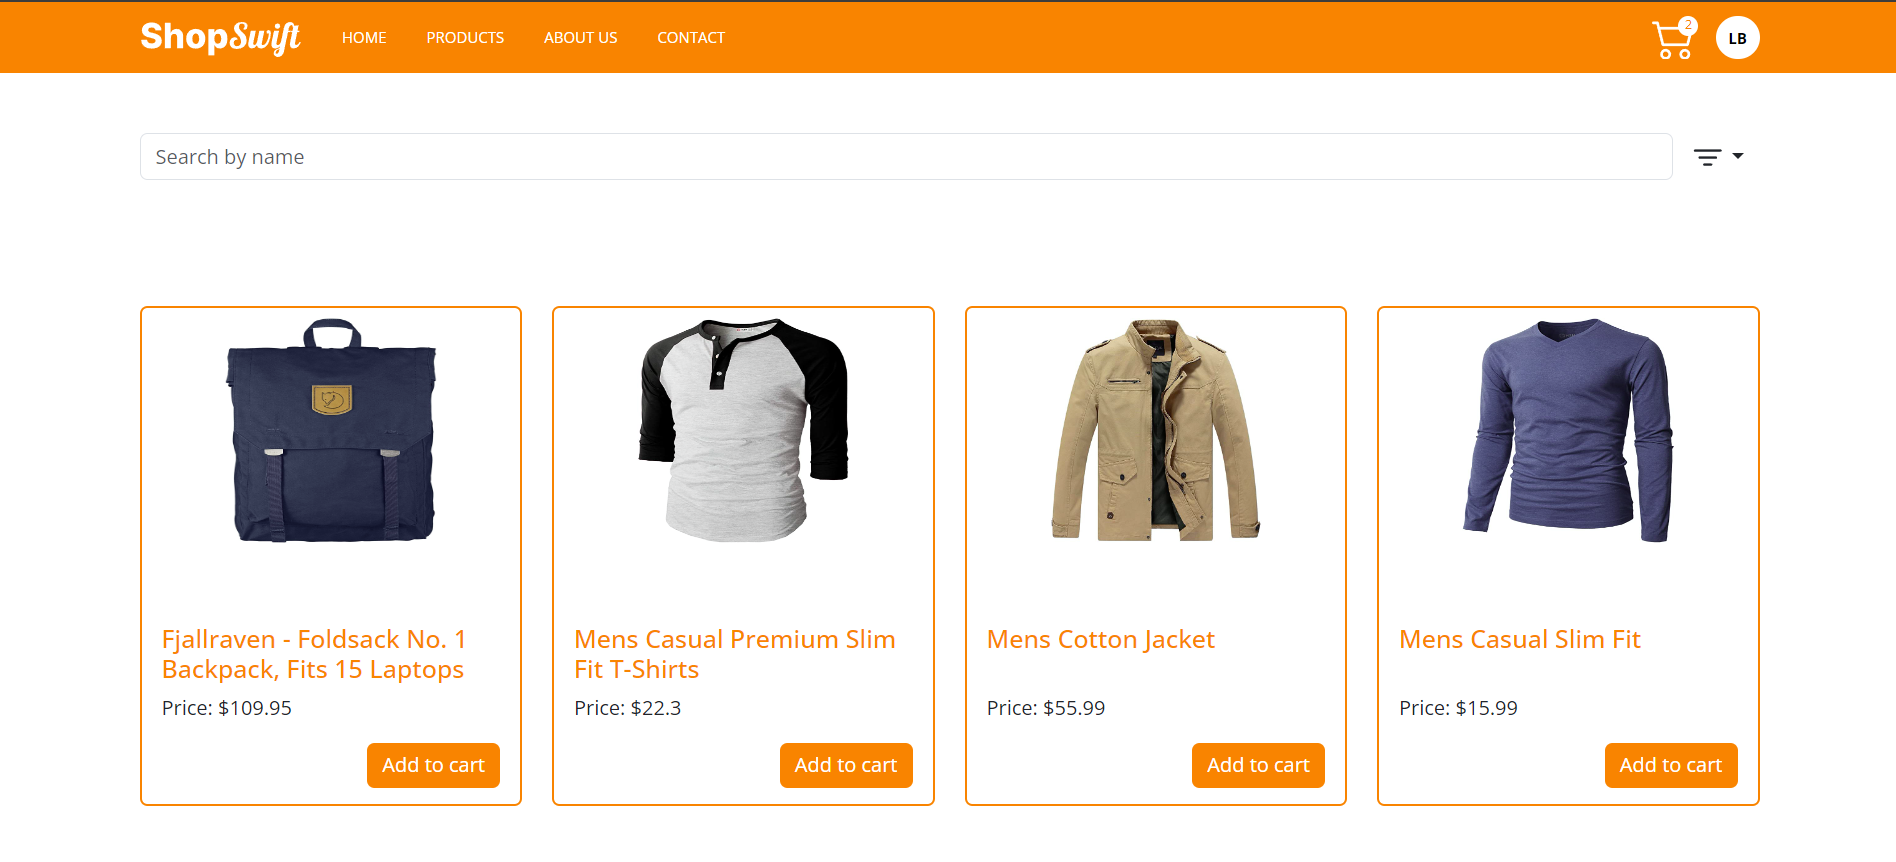 ShopSwift HOME PRODUCTS ABOUT US CONTACT 2 LB
Search by name
Fjallraven - Foldsack No. 1
Backpack, Fits 15 Laptops
Price: $109.95
Add to cart
Mens Casual Premium Slim
Fit T-Shirts
Price: $22.3
Add to cart
Mens Cotton Jacket
Price: $55.99
Add to cart
Mens Casual Slim Fit
Price: $15.99
Add to cart